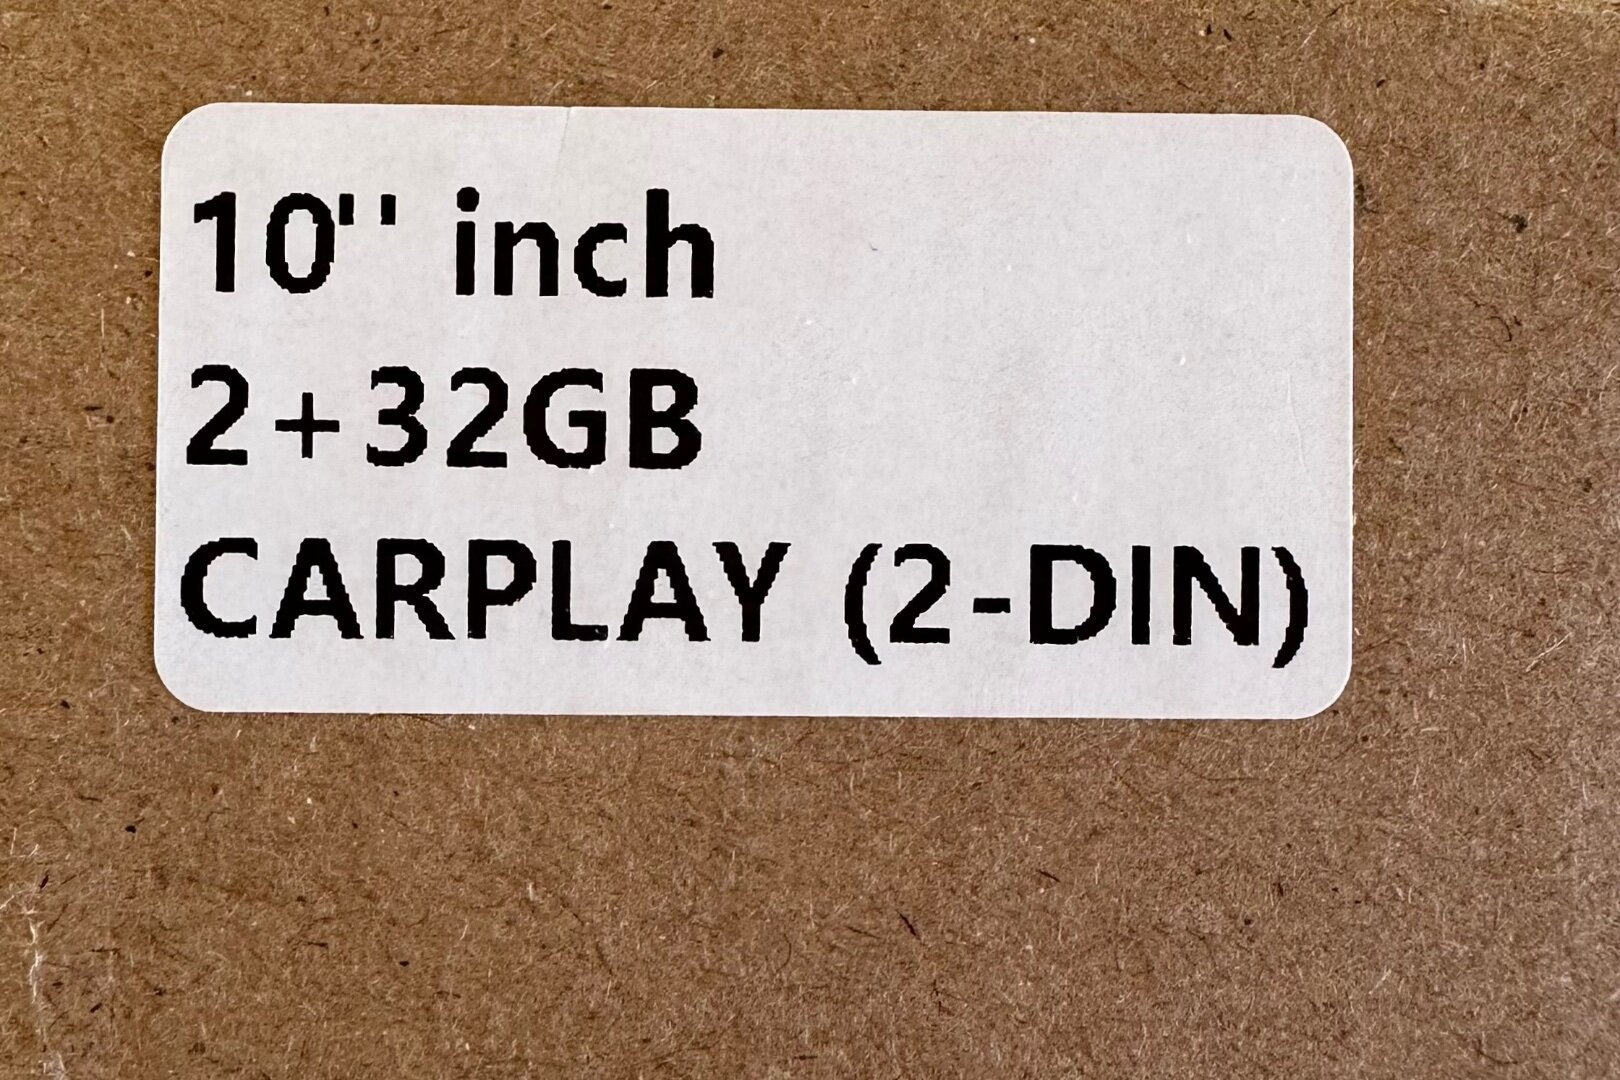 10'' inch
2+32GB
CARPLAY (2-DIN)